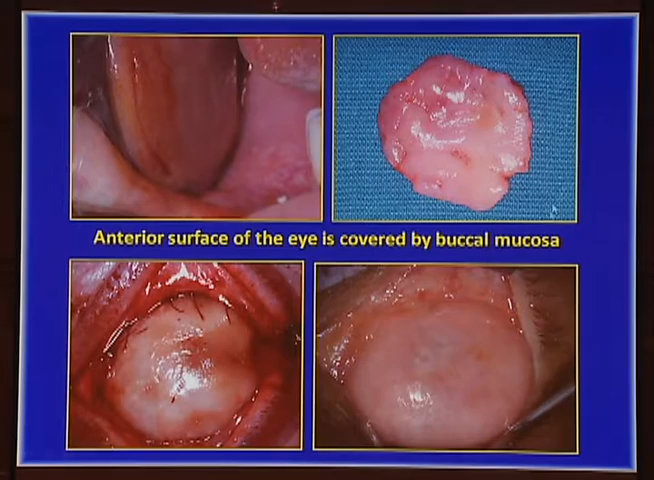 Anterior surface of the eye is covered by buccal mucosa